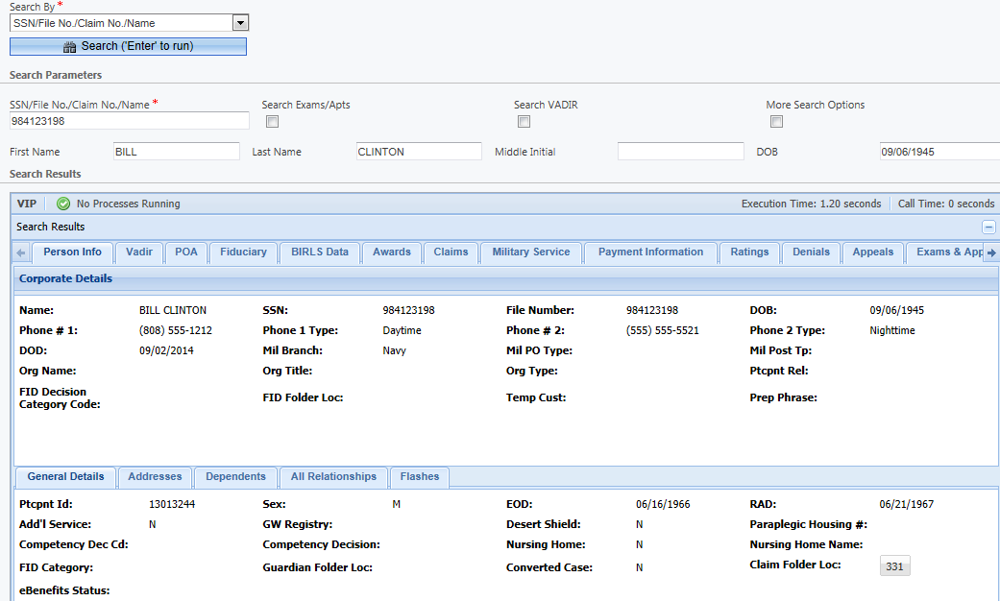 Search By *
SSN/File No./Claim No./Name
Search ('Enter' to run)
Search Parameters
SSN/File No./Claim No./Name * Search Exams/Apts Search VADIR More Search Options
984123198
First Name BILL Last Name CLINTON Middle Initial DOB 09/06/1945
Search Results
VIP No Processes Running Execution Time: 1.20 seconds Call Time: 0 seconds
Search Results
Person Info Vadir POA Fiduciary BIRLS Data Awards Claims Military Service Payment Information Ratings Denials Appeals Exams & App
Corporate Details
Name: BILL CLINTON SSN: 984123198 File Number: 984123198 DOB: 09/06/1945
Phone # 1: (808) 555-1212 Phone 1 Type: Daytime Phone # 2: (555) 555-5521 Phone 2 Type: Nighttime
DOD: 09/02/2014 Mil Branch: Navy Mil PO Type: Mil Post Tp:
Org Name: Org Title: Org Type: Ptcpnt Rel:
FID Decision
Category Code: FID Folder Loc: Temp Cust: Prep Phrase:
General Details Addresses Dependents All Relationships Flashes
Ptcpnt Id: 13013244 Sex: M EOD: 06/16/1966 RAD: 06/21/1967
Add'l Service: N GW Registry: Desert Shield: N Paraplegic Housing #:
Competency Dec Cd: Competency Decision: Nursing Home: N Nursing Home Name:
FID Category: Guardian Folder Loc: Converted Case: N Claim Folder Loc: 331
eBenefits Status: